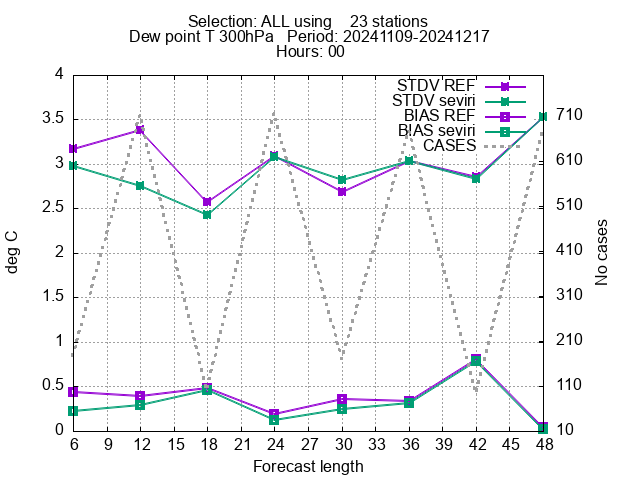 Selection: ALL using    23 stations
Dew point T 300hPa   Period: 20241109-20241217
Hours: 00
STDV REF
STDV seviri
BIAS REF
BIAS seviri
CASES
4
3.5
3
2.5
2
1.5
1
0.5
0
deg C
710
610
510
410
310
210
110
10
No cases
6 12 15 18 21 24 27 30 33 36 39 42 45 48
Forecast length